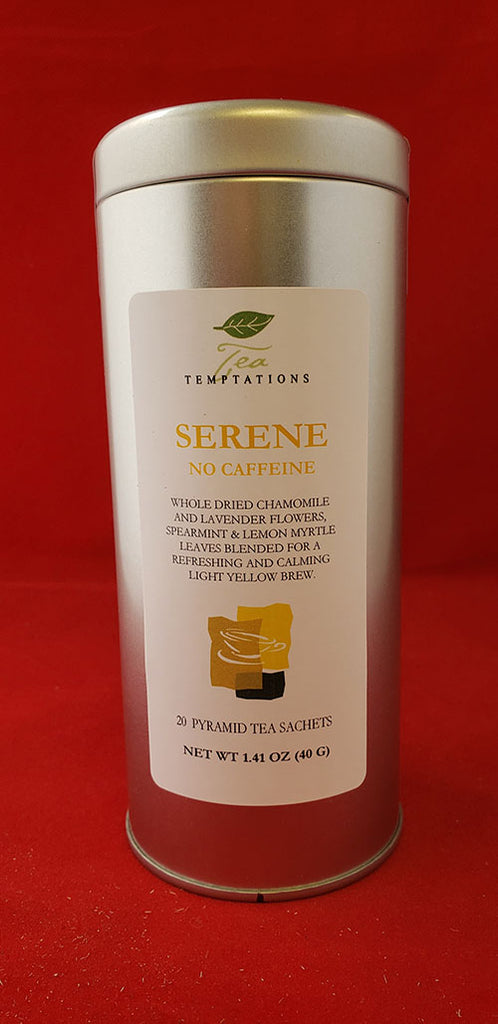 Tea
TEMPTATIONS
SERENE
NO CAFFEINE
WHOLE DRIED CHAMOMILE
AND LAVENDER FLOWERS,
SPEARMINT & LEMON MYRTLE
LEAVES BLENDED FOR A
REFRESHING AND CALMING
LIGHT YELLOW BREW.
20 PYRAMID TEA SACHETS
NET WT 1.41 OZ (40 G)